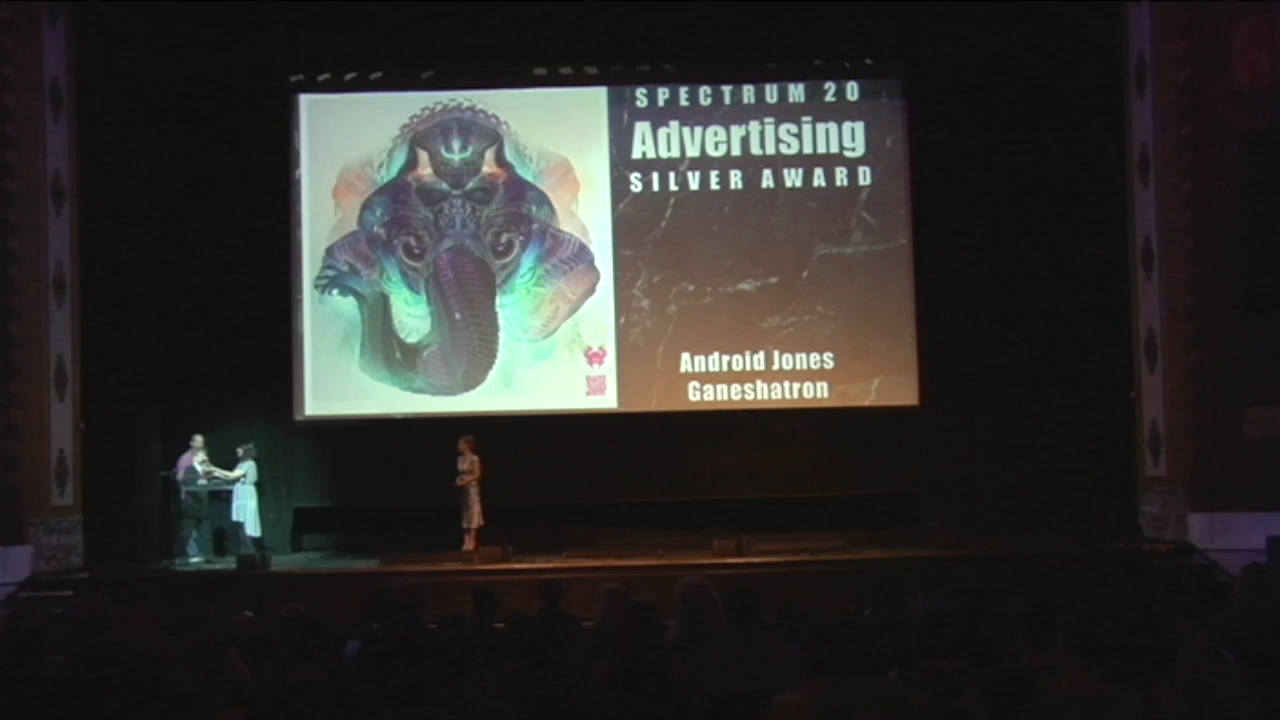 SPECTRUM 20
Advertising
SILVER AWARD
Android Jones
Ganeshatron